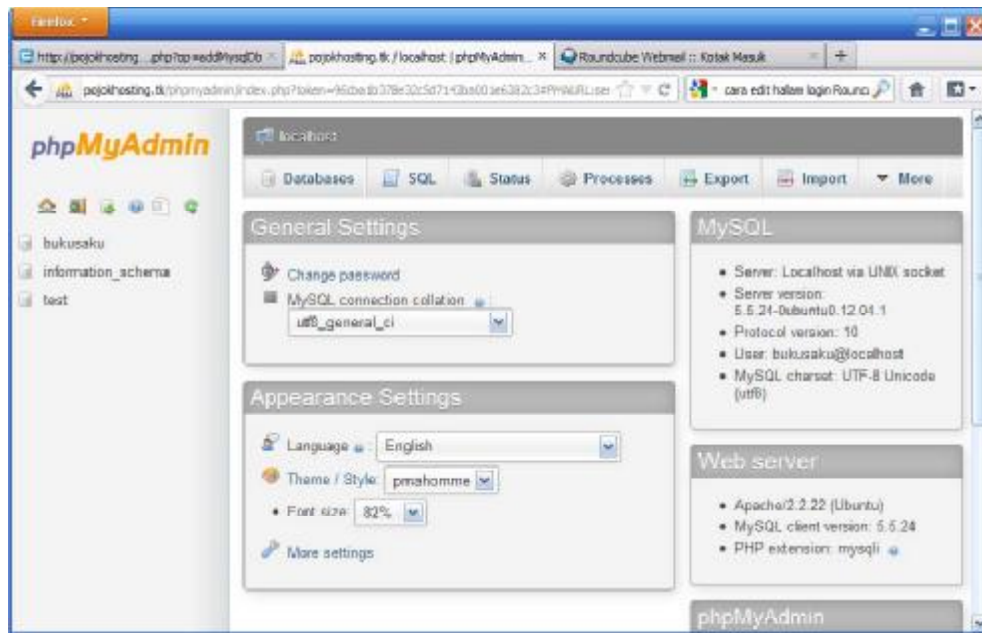 Firefox
http://pojokhosting...php?op=addMysqlDb
pojokhosting.tk / localhost | phpMyAdmin...
Roundcube Webmail :: Kotak Masuk
cara edit halam login Roun
phpMyAdmin
bukusaku
information_schema
test
localhost
Databases
SQL
Status
Processes
Export
Import
More
General Settings
Change password
MySQL connection collation :
utf8_general_ci
Appearance Settings
Language :
English
Theme / Style:
pmahomme
Font size:
82%
More settings
MySQL
Server: Localhost via UNIX socket
Server version:
5.5.24-0ubuntu0.12.04.1
Protocol version: 10
User: bukusaku@localhost
MySQL charset: UTF-8 Unicode
(utf8)
Web server
Apache/2.2.22 (Ubuntu)
MySQL client version: 5.5.24
PHP extension: mysqli
phpMyAdmin